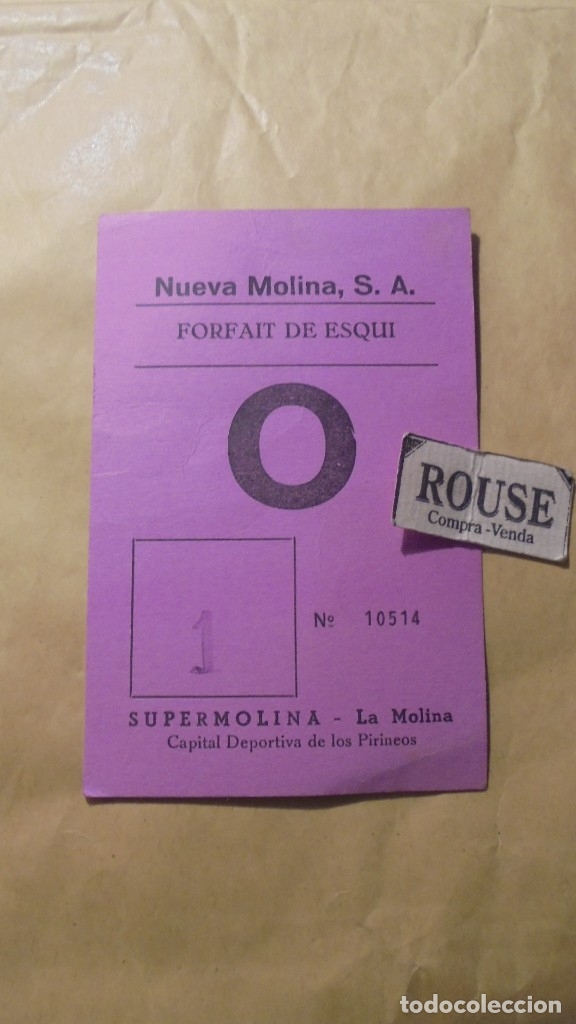 Nueva Molina, S. A.
FORFAIT DE ESQUI
O
ROUSE
Compra-Venda
1
Nº 10514
SUPERMOLINA - La Molina
Capital Deportiva de los Pirineos
todocoleccion